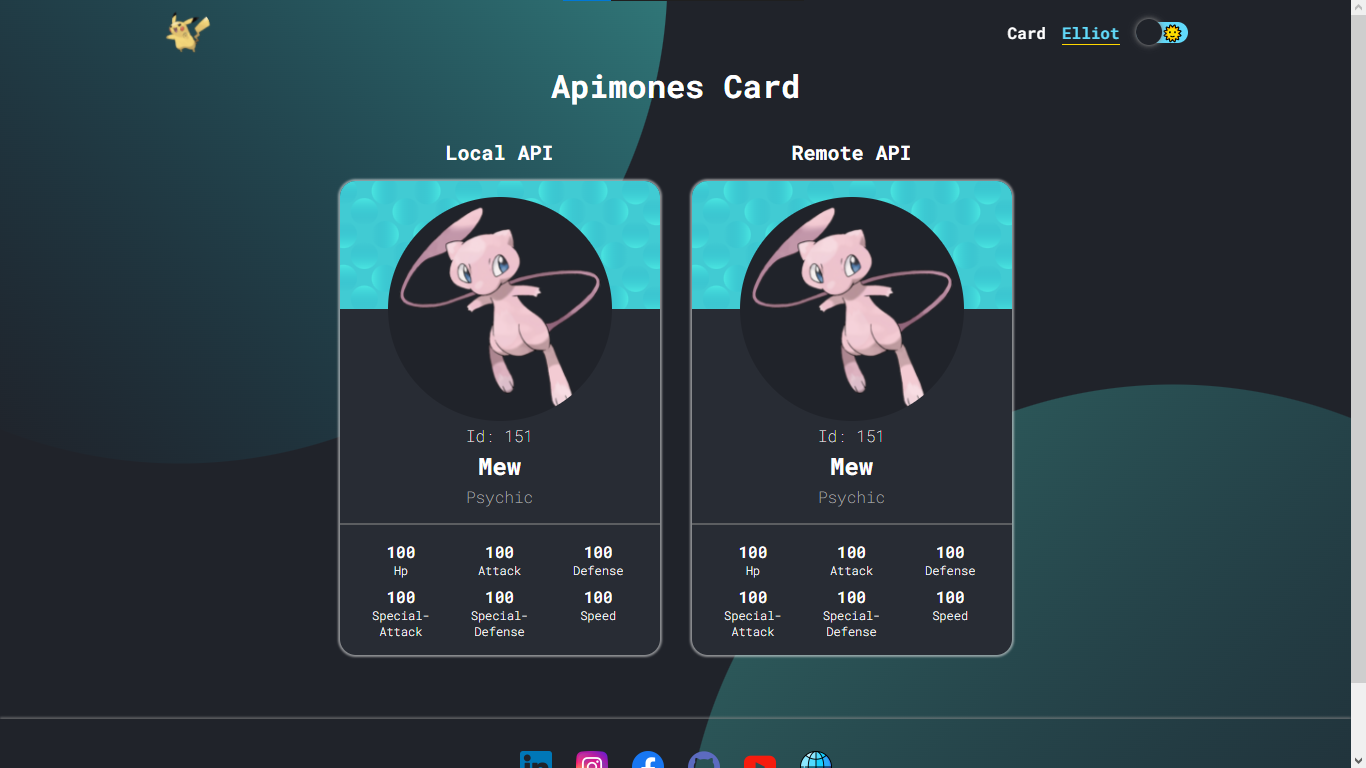 Card Elliot
Apimones Card
Local API
Remote API
Id: 151
Mew
Psychic
100 100 100
Hp Attack Defense
100 100 100
Special- Special- Speed
Attack Defense
Id: 151
Mew
Psychic
100 100 100
Hp Attack Defense
100 100 100
Special- Special- Speed
Attack Defense
in